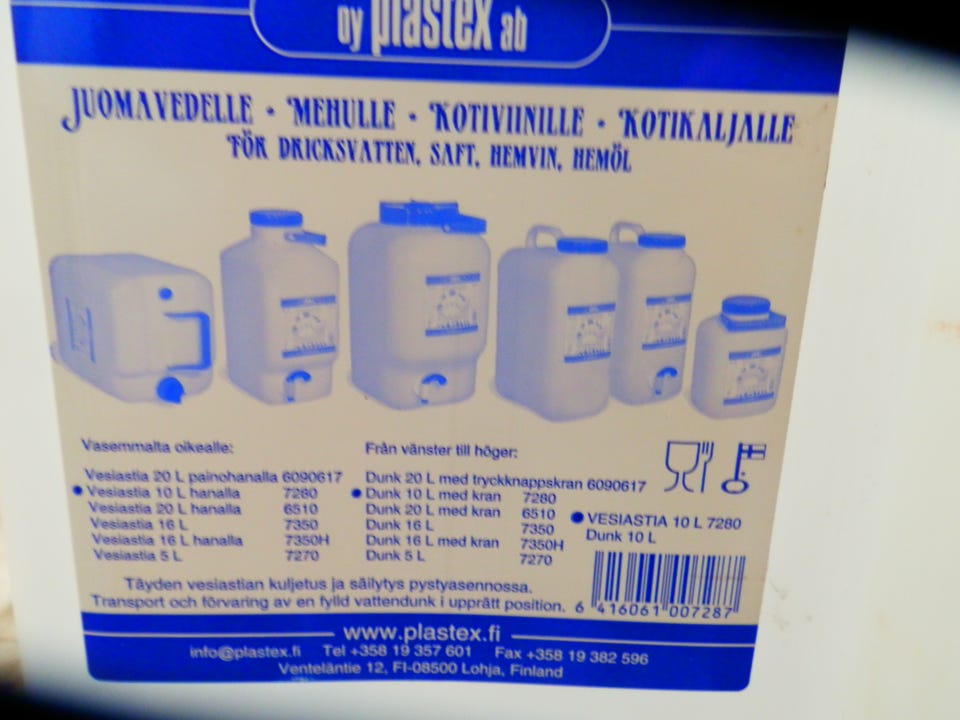 oy plastex ab
JUOMAVEDELLE • MEHULLE • KOTIVIINILLE • KOTIKALJALLE
FÖR DRICKSVATTEN, SAFT, HEMVIN, HEMÖL
Vasemmalta oikealle:
Vesiastia 20 L painohanalla 6090617
Vesiastia 10 L hanalla 7280
Vesiastia 20 L hanalla 6510
Vesiastia 16 L 7350
Vesiastia 16 L hanalla 7350H
Vesiastia 5 L 7270
Från vänster till höger:
Dunk 20 L med tryckknappskran 6090617
Dunk 10 L med kran 7280
Dunk 20 L med kran 6510
Dunk 16 L 7350
Dunk 16 L med kran 7350H
Dunk 5 L 7270
VESIASTIA 10 L 7280
Dunk 10 L
6 416061 007287
Täyden vesiastian kuljetus ja säilytys pystyasennossa.
Transport och förvaring av en fylld vattendunk i upprätt position.
www.plastex.fi
info@plastex.fi Tel +358 19 357 601 Fax +358 19 382 596
Venteläntie 12, FI-08500 Lohja, Finland